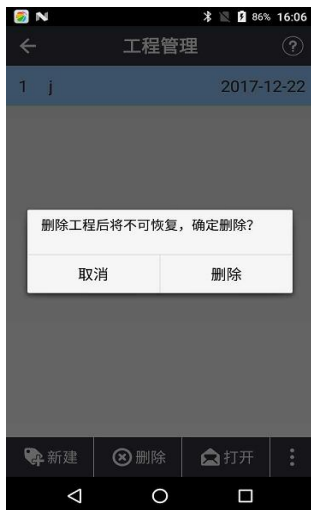 86% 16:06
工程管理
1 j 2017-12-22
删除工程后将不可恢复，确定删除？
取消 删除
新建 删除 打开